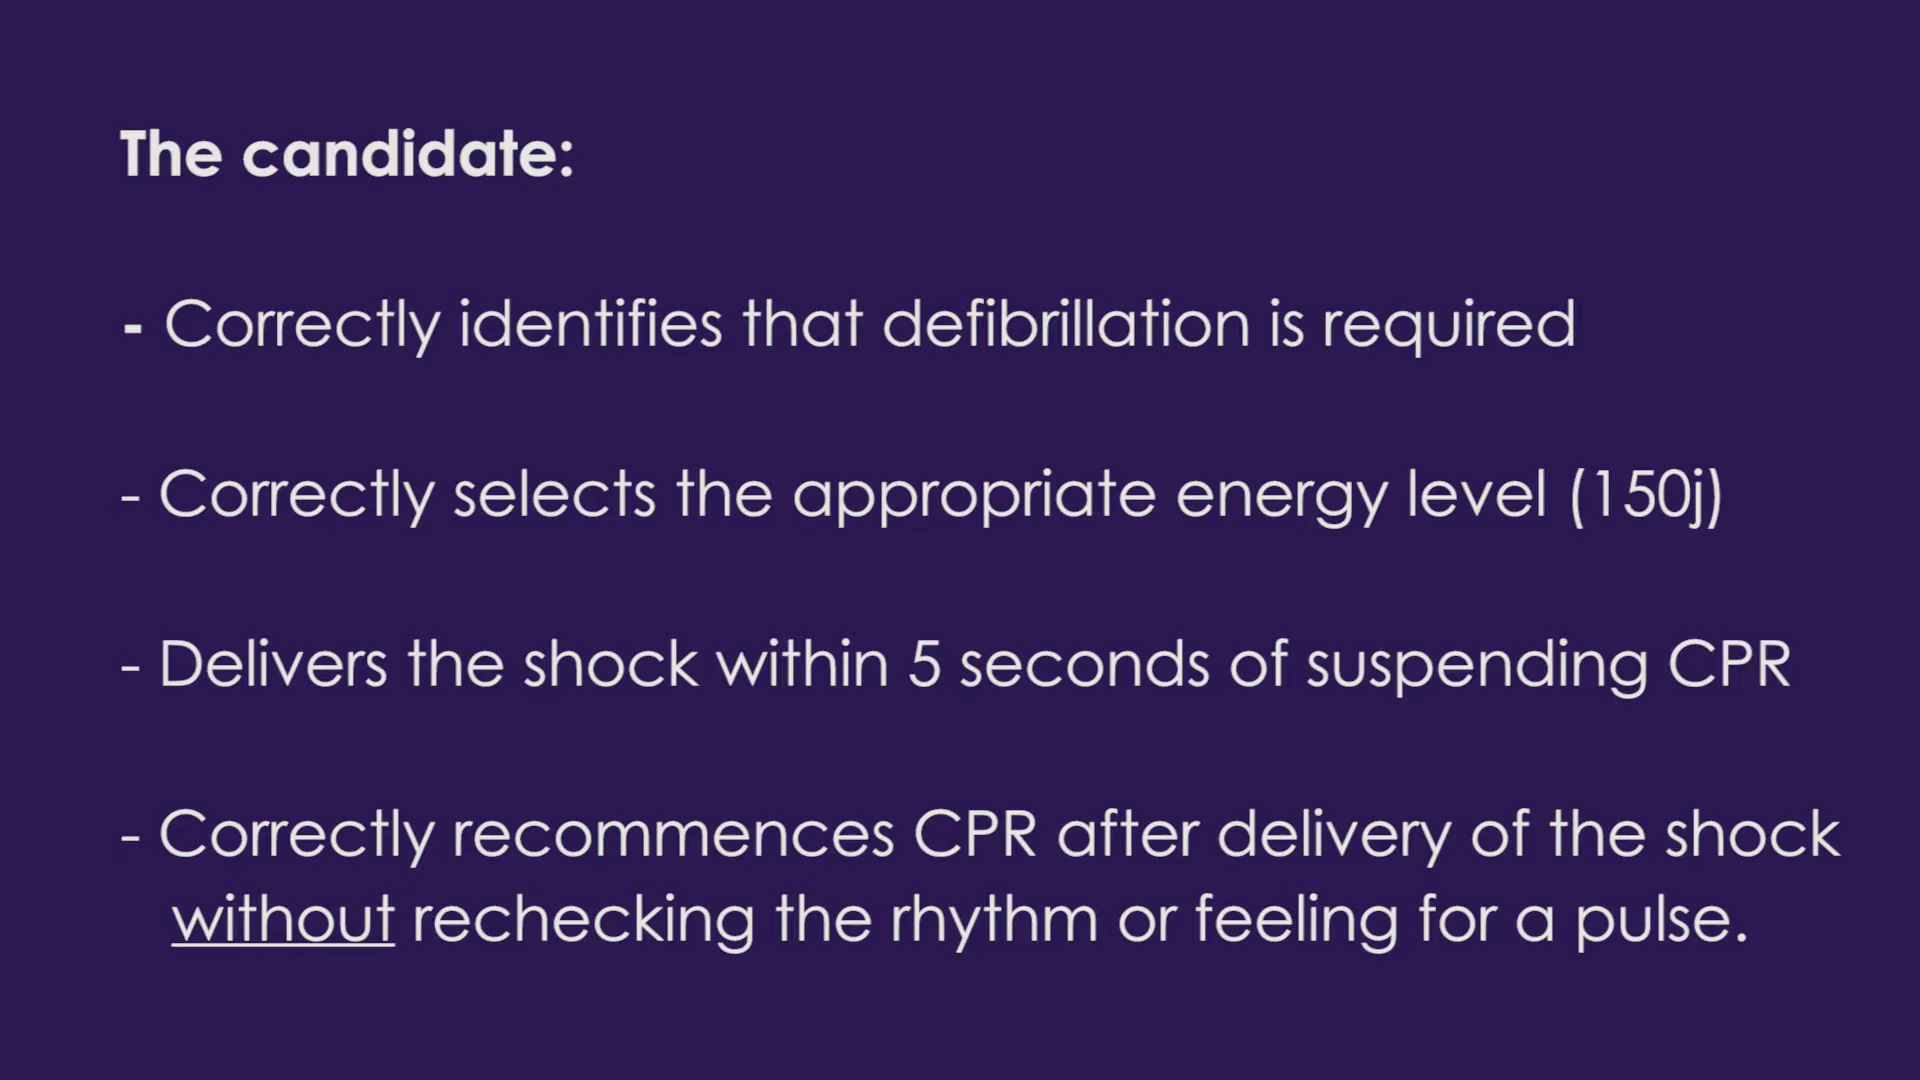 The candidate:
- Correctly identifies that defibrillation is required
- Correctly selects the appropriate energy level (150j)
- Delivers the shock within 5 seconds of suspending CPR
- Correctly recommences CPR after delivery of the shock
without rechecking the rhythm or feeling for a pulse.